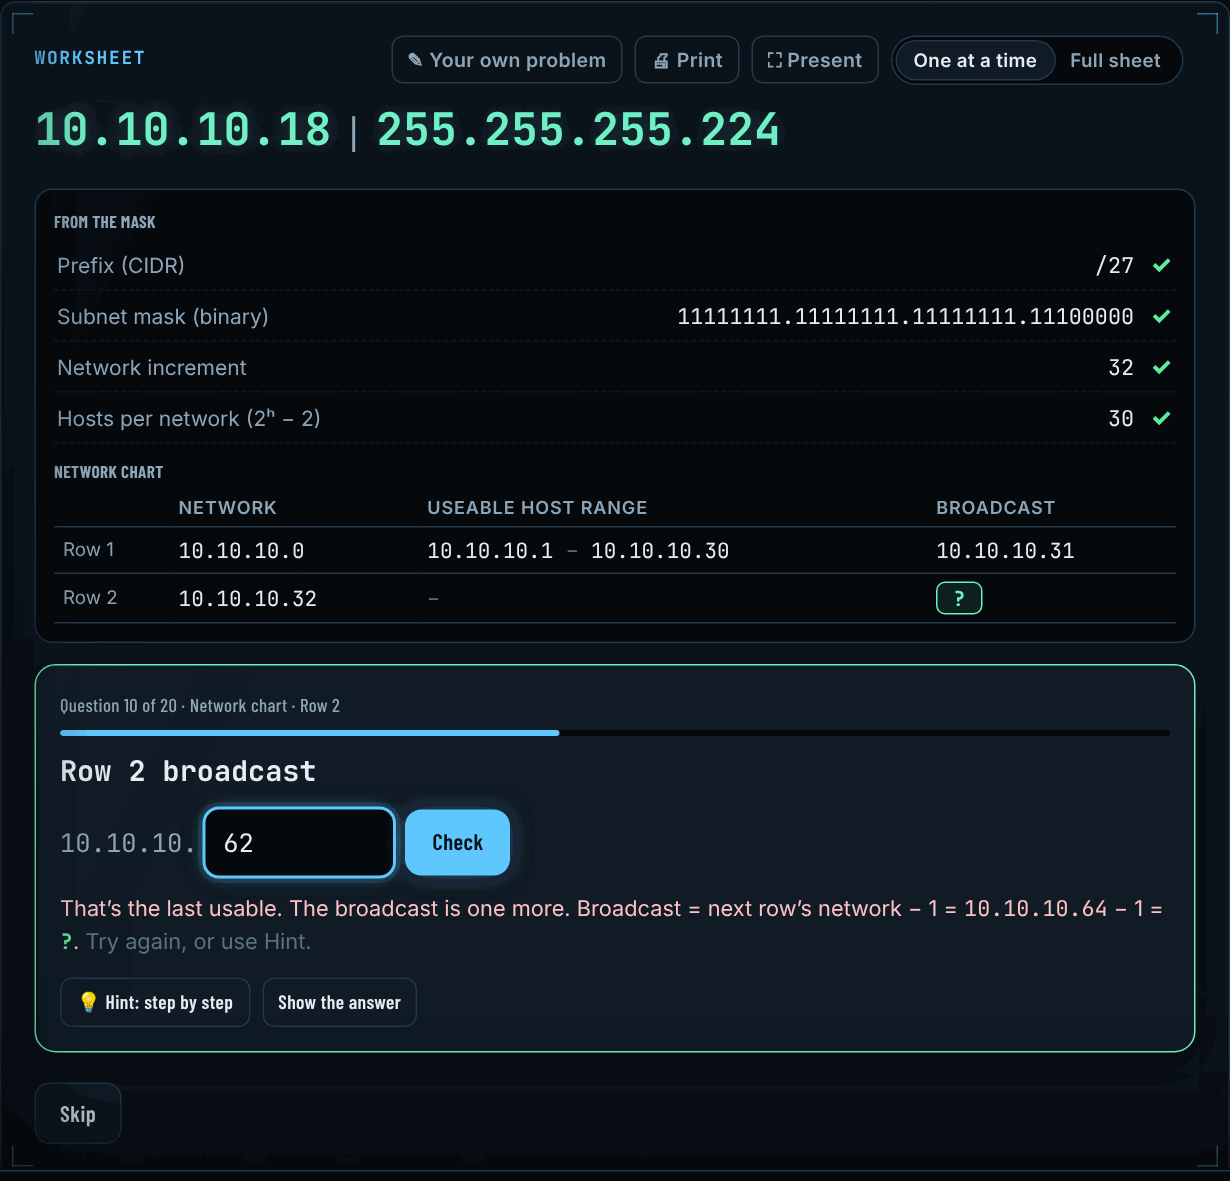 WORKSHEET
✎ Your own problem
Print
Present
One at a time
Full sheet
10.10.10.18 | 255.255.255.224
FROM THE MASK
Prefix (CIDR) /27 ✓
Subnet mask (binary) 11111111.11111111.11111111.11100000 ✓
Network increment 32 ✓
Hosts per network (2ʰ – 2) 30 ✓
NETWORK CHART
NETWORK USEABLE HOST RANGE BROADCAST
Row 1 10.10.10.0 10.10.10.1 – 10.10.10.30 10.10.10.31
Row 2 10.10.10.32 – ?
Question 10 of 20 · Network chart · Row 2
Row 2 broadcast
10.10.10. 62 Check
That’s the last usable. The broadcast is one more. Broadcast = next row’s network – 1 = 10.10.10.64 – 1 =
?. Try again, or use Hint.
💡 Hint: step by step
Show the answer
Skip